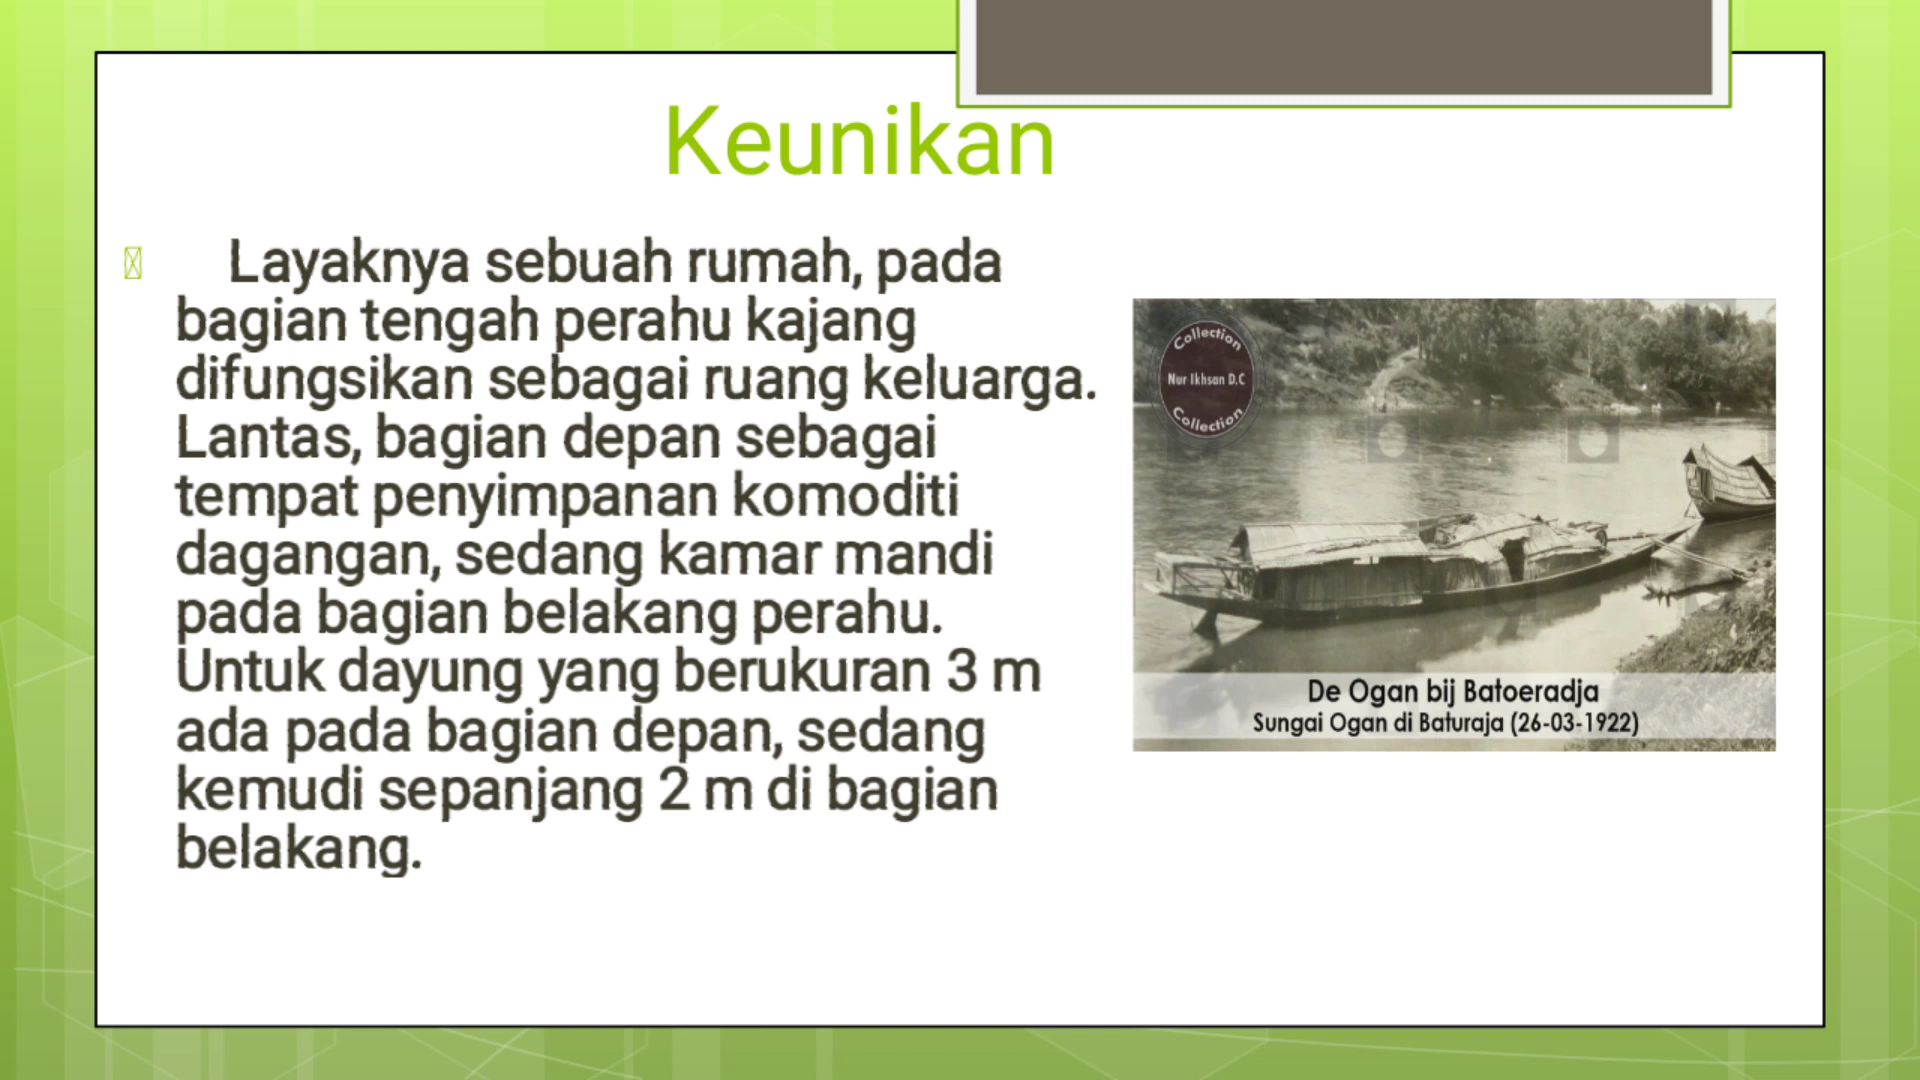 Keunikan
Layaknya sebuah rumah, pada
bagian tengah perahu kajang
difungsikan sebagai ruang keluarga.
Lantas, bagian depan sebagai
tempat penyimpanan komoditi
dagangan, sedang kamar mandi
pada bagian belakang perahu.
Untuk dayung yang berukuran 3 m
ada pada bagian depan, sedang
kemudi sepanjang 2 m di bagian
belakang.
Collection
Nur Ikhsan D.C
Collection
De Ogan bij Batoeradja
Sungai Ogan di Baturaja (26-03-1922)